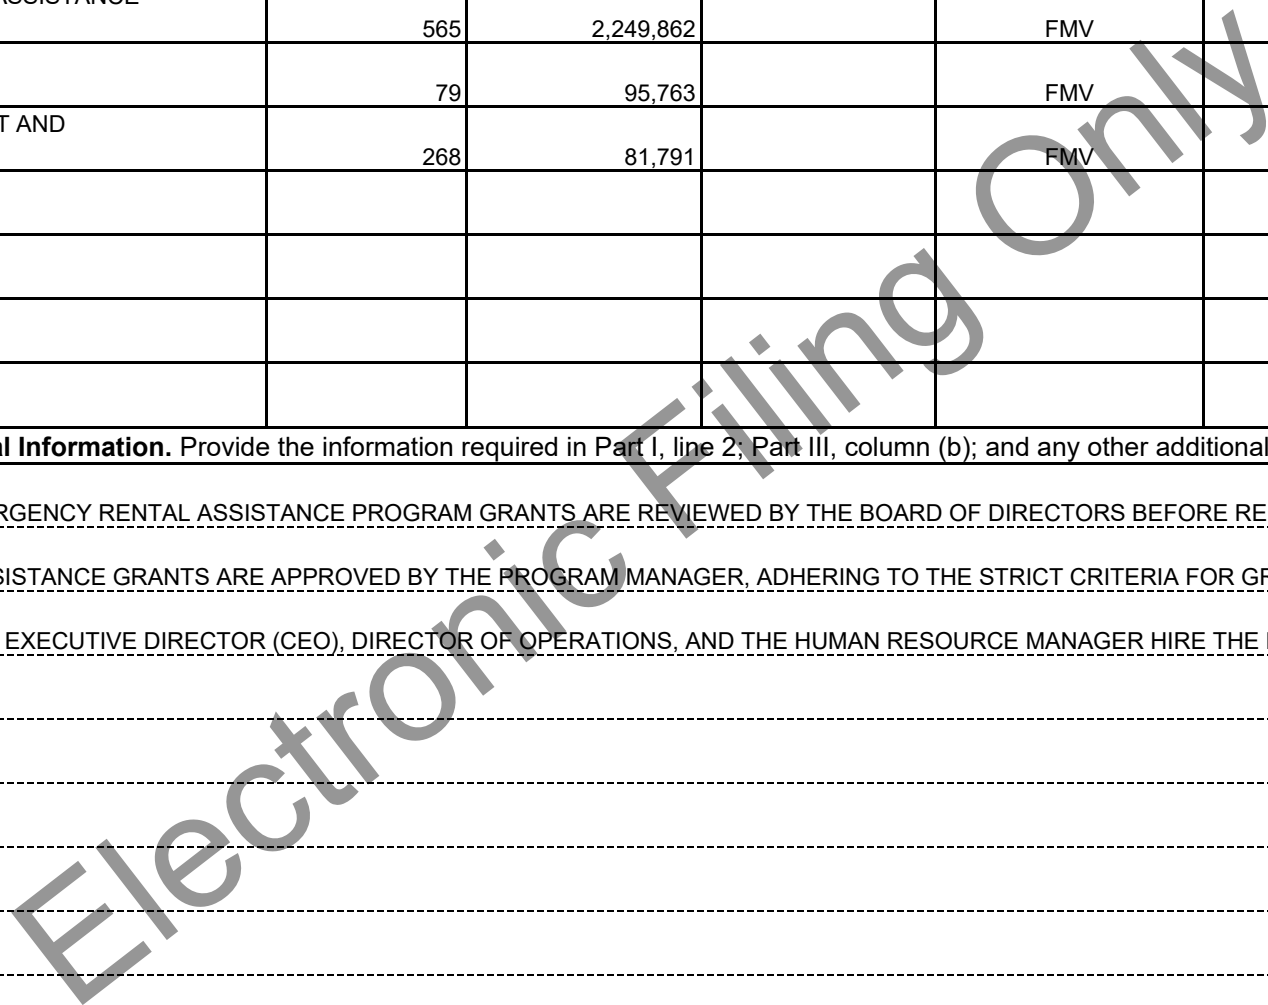 ASSISTANCE
565 2,249,862 FMV
79 95,763 FMV
T AND
268 81,791 FMV
al Information. Provide the information required in Part I, line 2; Part III, column (b); and any other additional
RGENCY RENTAL ASSISTANCE PROGRAM GRANTS ARE REVIEWED BY THE BOARD OF DIRECTORS BEFORE RE
SISTANCE GRANTS ARE APPROVED BY THE PROGRAM MANAGER, ADHERING TO THE STRICT CRITERIA FOR GR
EXECUTIVE DIRECTOR (CEO), DIRECTOR OF OPERATIONS, AND THE HUMAN RESOURCE MANAGER HIRE THE
Electronic Filing Only